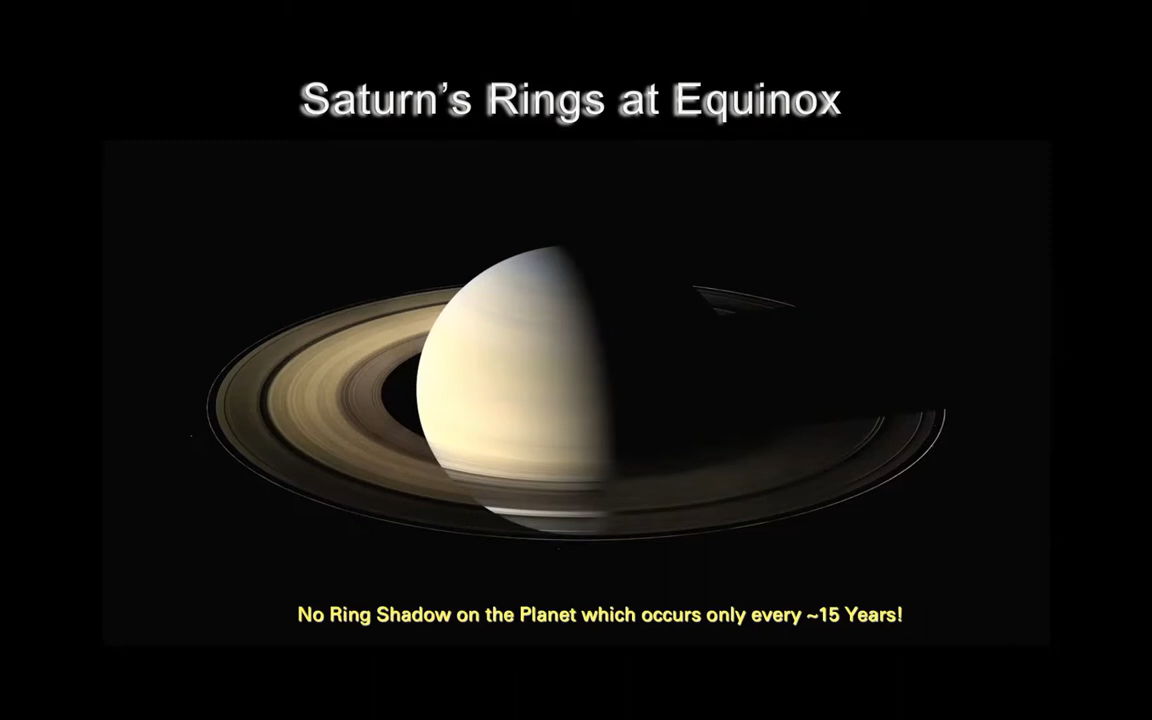 Saturn’s Rings at Equinox
No Ring Shadow on the Planet which occurs only every ~15 Years!